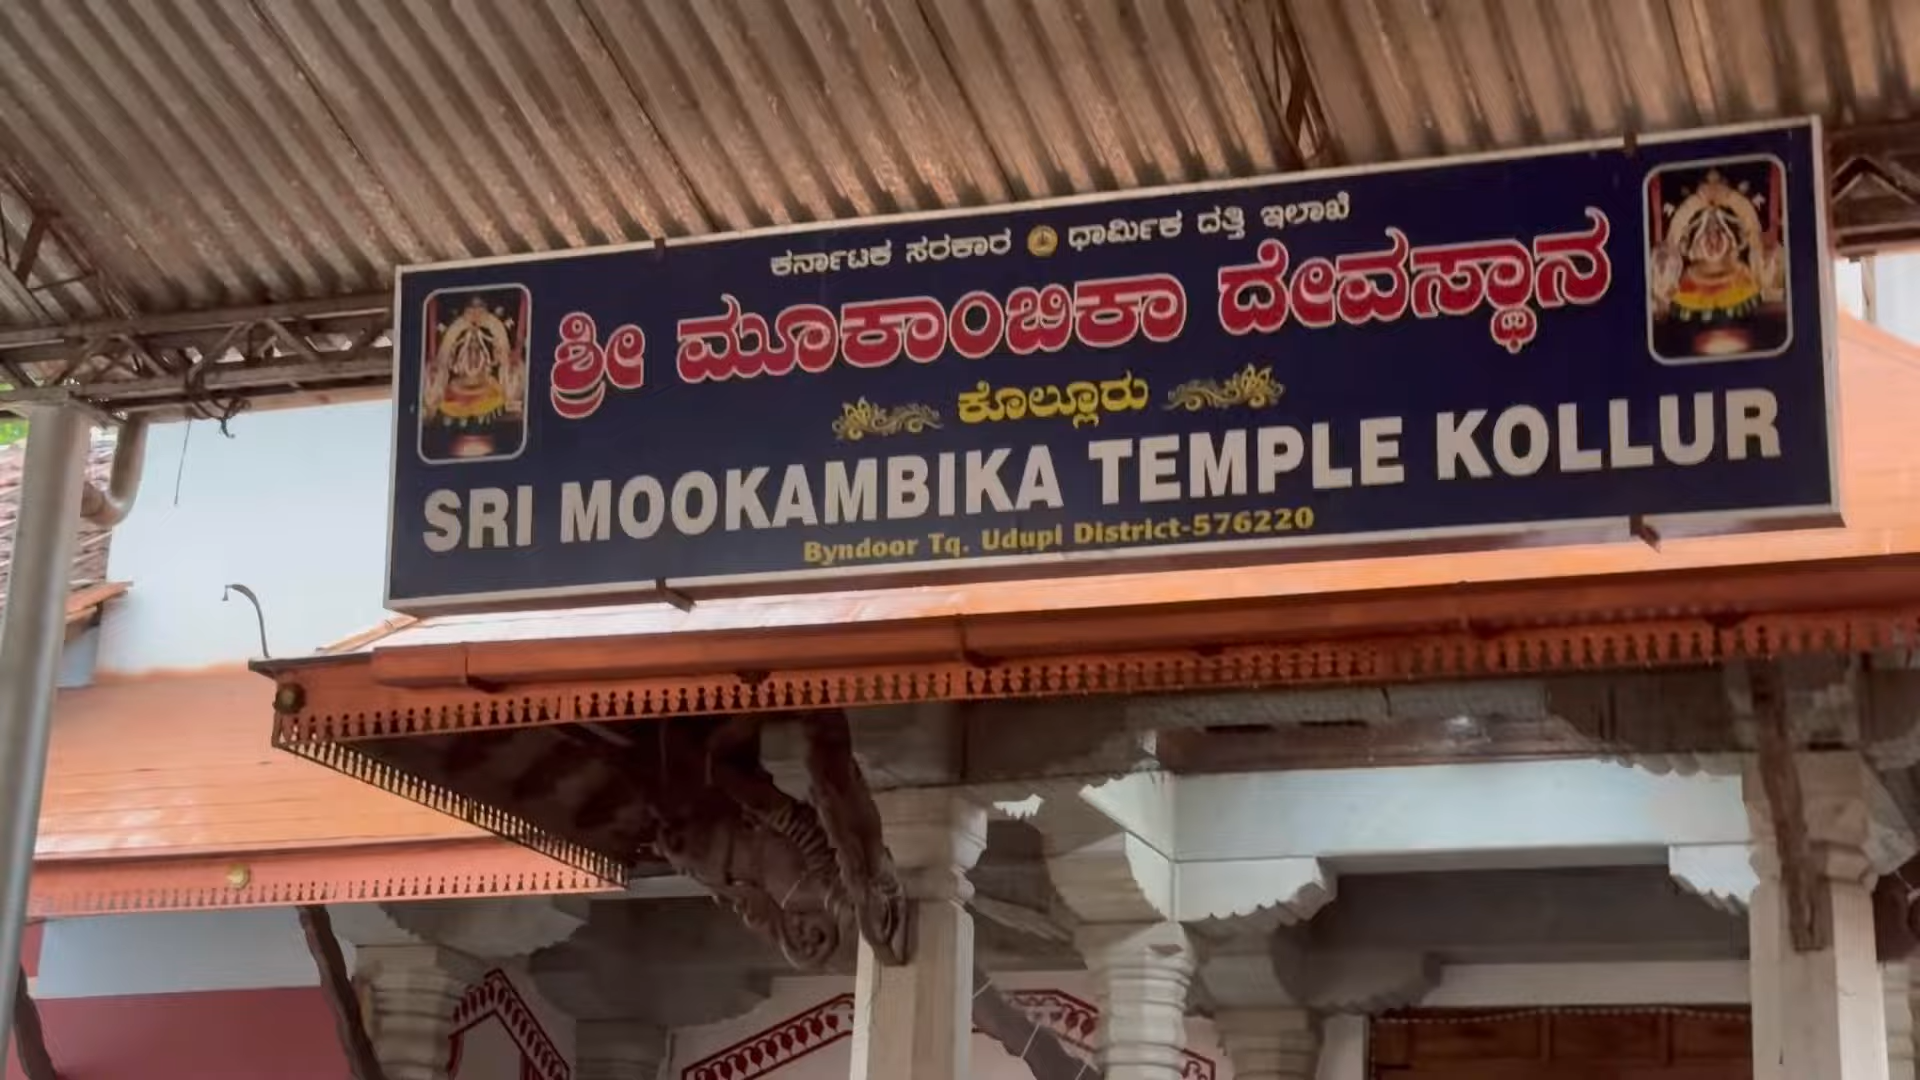 ಕರ್ನಾಟಕ ಸರಕಾರ ಧಾರ್ಮಿಕ ದತ್ತಿ ಇಲಾಖೆ
ಶ್ರೀ ಮೂಕಾಂಬಿಕಾ ದೇವಸ್ಥಾನ
ಕೊಲ್ಲೂರು
SRI MOOKAMBIKA TEMPLE KOLLUR
Byndoor Tq. Udupi District-576220